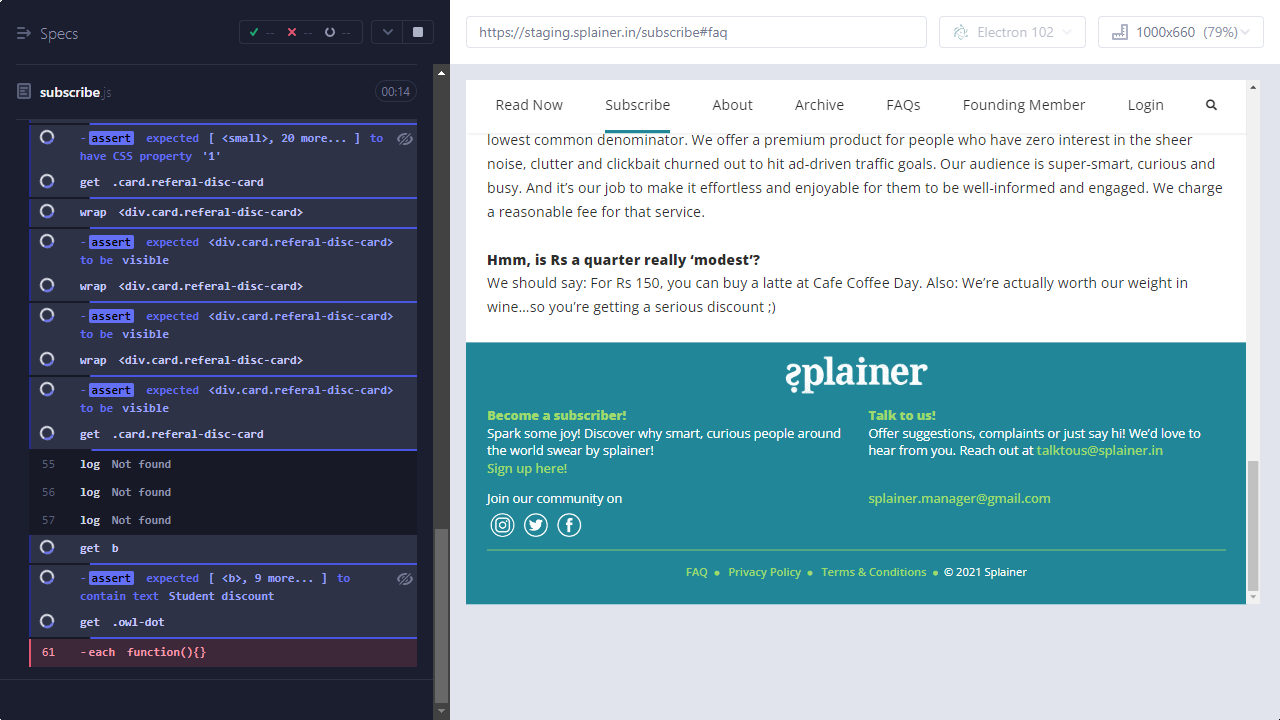 Specs
-- -- --
subscribe.js
00:14
-assert expected [ <small>, 20 more... ] to
have CSS property '1'
get .card.referal-disc-card
wrap <div.card.referal-disc-card>
-assert expected <div.card.referal-disc-card>
to be visible
wrap <div.card.referal-disc-card>
-assert expected <div.card.referal-disc-card>
to be visible
wrap <div.card.referal-disc-card>
-assert expected <div.card.referal-disc-card>
to be visible
get .card.referal-disc-card
55 log Not found
56 log Not found
57 log Not found
get b
-assert expected [ <b>, 9 more... ] to
contain text Student discount
get .owl-dot
61 -each function(){}
https://staging.splainer.in/subscribe#faq
Electron 102
1000x660 (79%)
Read Now Subscribe About Archive FAQs Founding Member Login
lowest common denominator. We offer a premium product for people who have zero interest in the sheer
noise, clutter and clickbait churned out to hit ad-driven traffic goals. Our audience is super-smart, curious and
busy. And it’s our job to make it effortless and enjoyable for them to be well-informed and engaged. We charge
a reasonable fee for that service.
Hmm, is Rs a quarter really ‘modest’?
We should say: For Rs 150, you can buy a latte at Cafe Coffee Day. Also: We’re actually worth our weight in
wine…so you’re getting a serious discount ;)
splainer
Become a subscriber!
Spark some joy! Discover why smart, curious people around
the world swear by splainer!
Sign up here!
Join our community on
Talk to us!
Offer suggestions, complaints or just say hi! We’d love to
hear from you. Reach out at talktous@splainer.in
splainer.manager@gmail.com
FAQ ● Privacy Policy ● Terms & Conditions ● © 2021 Splainer